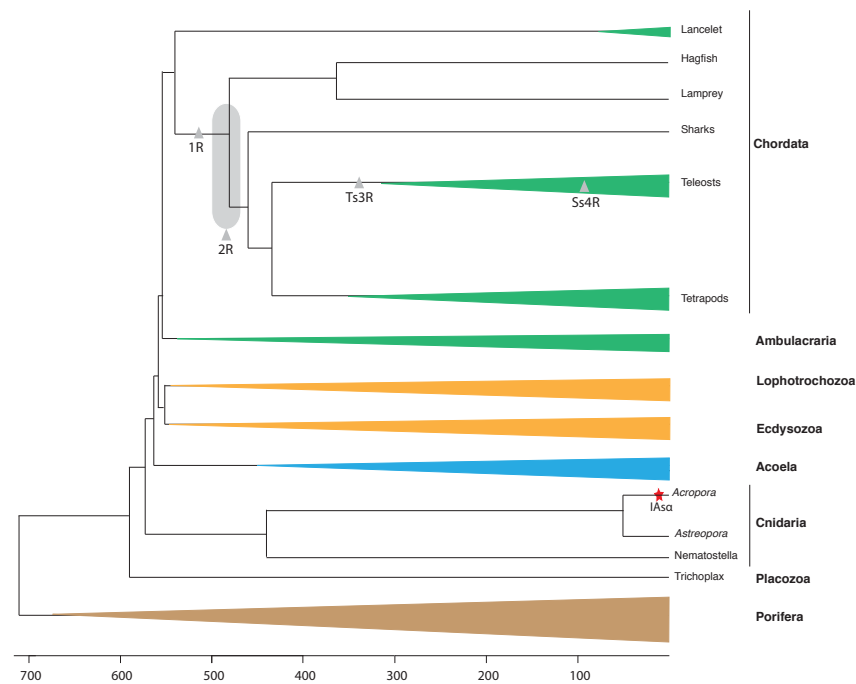 Lancelet
Hagfish
Lamprey
Sharks
Chordata
1R
Teleosts
Ts3R
Ss4R
2R
Tetrapods
Ambulacraria
Lophotrochozoa
Ecdysozoa
Acoela
Acropora
IAsα
Cnidaria
Astreopora
Nematostella
Trichoplax
Placozoa
Porifera
700 600 500 400 300 200 100